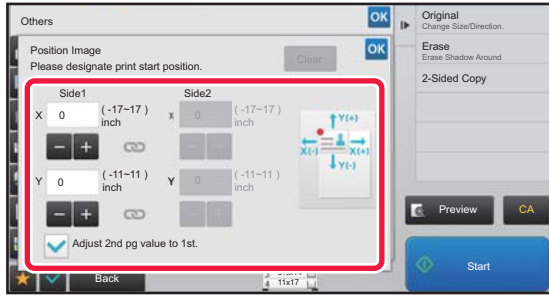 Others
OK
Position Image
Please designate print start position.
Clear
OK
Side1
Side2
X 0 ( -17~17 )
inch
x 0 ( -17~17 )
inch
Y(+)
X(-)
X(+)
Y(-)
Y 0 ( -11~11 )
inch
Y 0 ( -11~11 )
inch
Adjust 2nd pg value to 1st.
Back
4 11x17
Original
Change Size/Direction.
Erase
Erase Shadow Around
2-Sided Copy
Preview
CA
Start